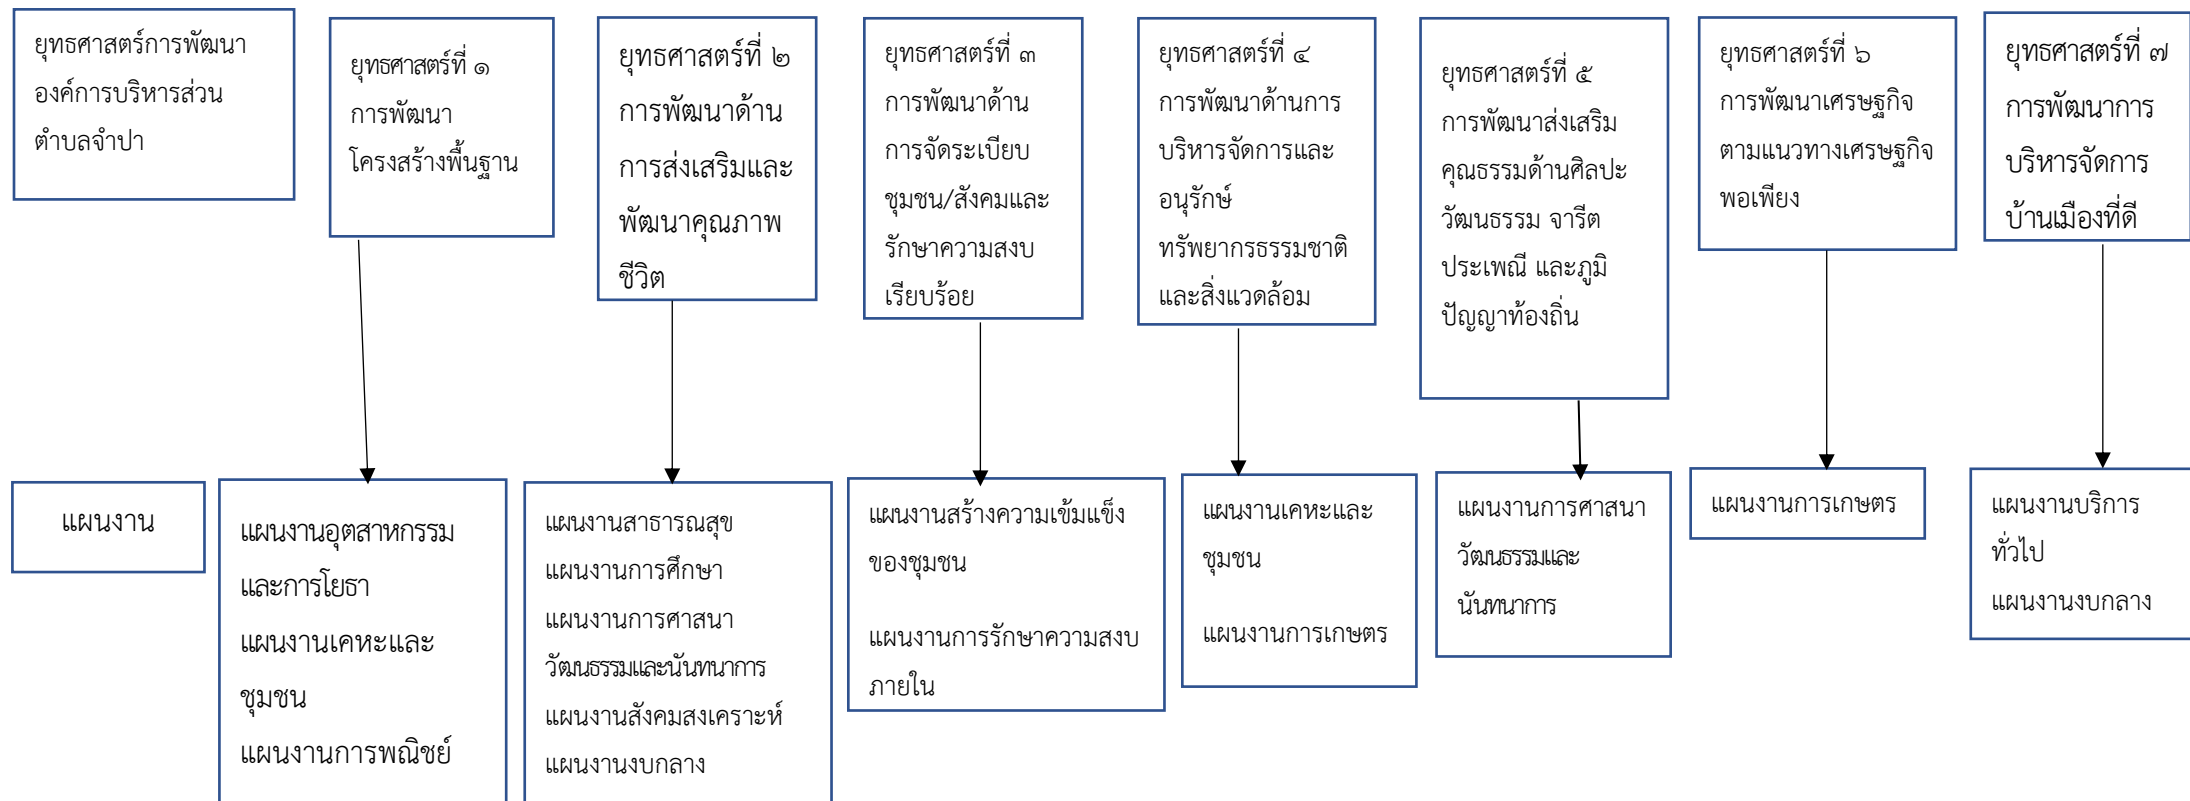 ยุทธศาสตร์การพัฒนา
องค์การบริหารส่วน
ตำบลจำปา
ยุทธศาสตร์ที่ ๑
การพัฒนา
โครงสร้างพื้นฐาน
ยุทธศาสตร์ที่ ๒
การพัฒนาด้าน
การส่งเสริมและ
พัฒนาคุณภาพ
ชีวิต
ยุทธศาสตร์ที่ ๓
การพัฒนาด้าน
การจัดระเบียบ
ชุมชน/สังคมและ
รักษาความสงบ
เรียบร้อย
ยุทธศาสตร์ที่ ๔
การพัฒนาด้านการ
บริหารจัดการและ
อนุรักษ์
ทรัพยากรธรรมชาติ
และสิ่งแวดล้อม
ยุทธศาสตร์ที่ ๕
การพัฒนาส่งเสริม
คุณธรรมด้านศิลปะ
วัฒนธรรม จารีต
ประเพณี และภูมิ
ปัญญาท้องถิ่น
ยุทธศาสตร์ที่ ๖
การพัฒนาเศรษฐกิจ
ตามแนวทางเศรษฐกิจ
พอเพียง
ยุทธศาสตร์ที่ ๗
การพัฒนาการ
บริหารจัดการ
บ้านเมืองที่ดี
แผนงาน
แผนงานอุตสาหกรรม
และการโยธา
แผนงานเคหะและ
ชุมชน
แผนงานการพณิชย์
แผนงานสาธารณสุข
แผนงานการศึกษา
แผนงานการศาสนา
วัฒนธรรมและนันทนาการ
แผนงานสังคมสงเคราะห์
แผนงานงบกลาง
แผนงานสร้างความเข้มแข็ง
ของชุมชน
แผนงานการรักษาความสงบ
ภายใน
แผนงานเคหะและ
ชุมชน
แผนงานการเกษตร
แผนงานการศาสนา
วัฒนธรรมและ
นันทนาการ
แผนงานการเกษตร
แผนงานบริการ
ทั่วไป
แผนงานงบกลาง